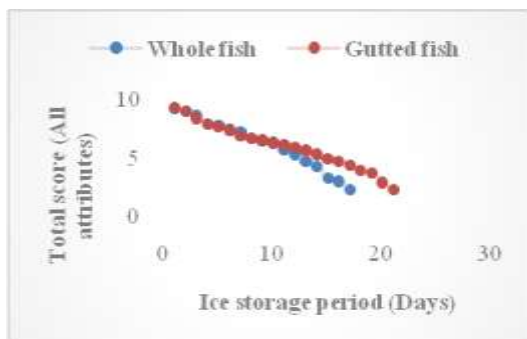 Whole fish Gutted fish
Total score (All
attributes)
10
5
0
0 10 20 30
Ice storage period (Days)